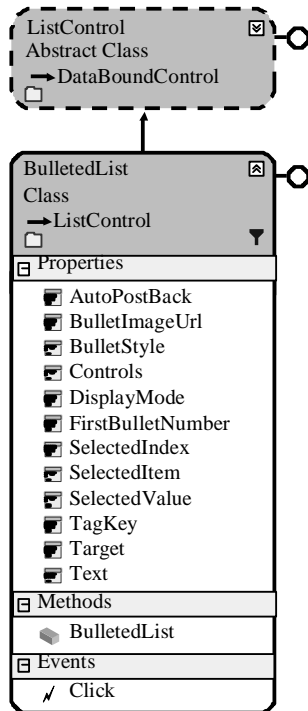 ListControl
Abstract Class
DataBoundControl
BulletedList
Class
ListControl
Properties
AutoPostBack
BulletImageUrl
BulletStyle
Controls
DisplayMode
FirstBulletNumber
SelectedIndex
SelectedItem
SelectedValue
TagKey
Target
Text
Methods
BulletedList
Events
Click